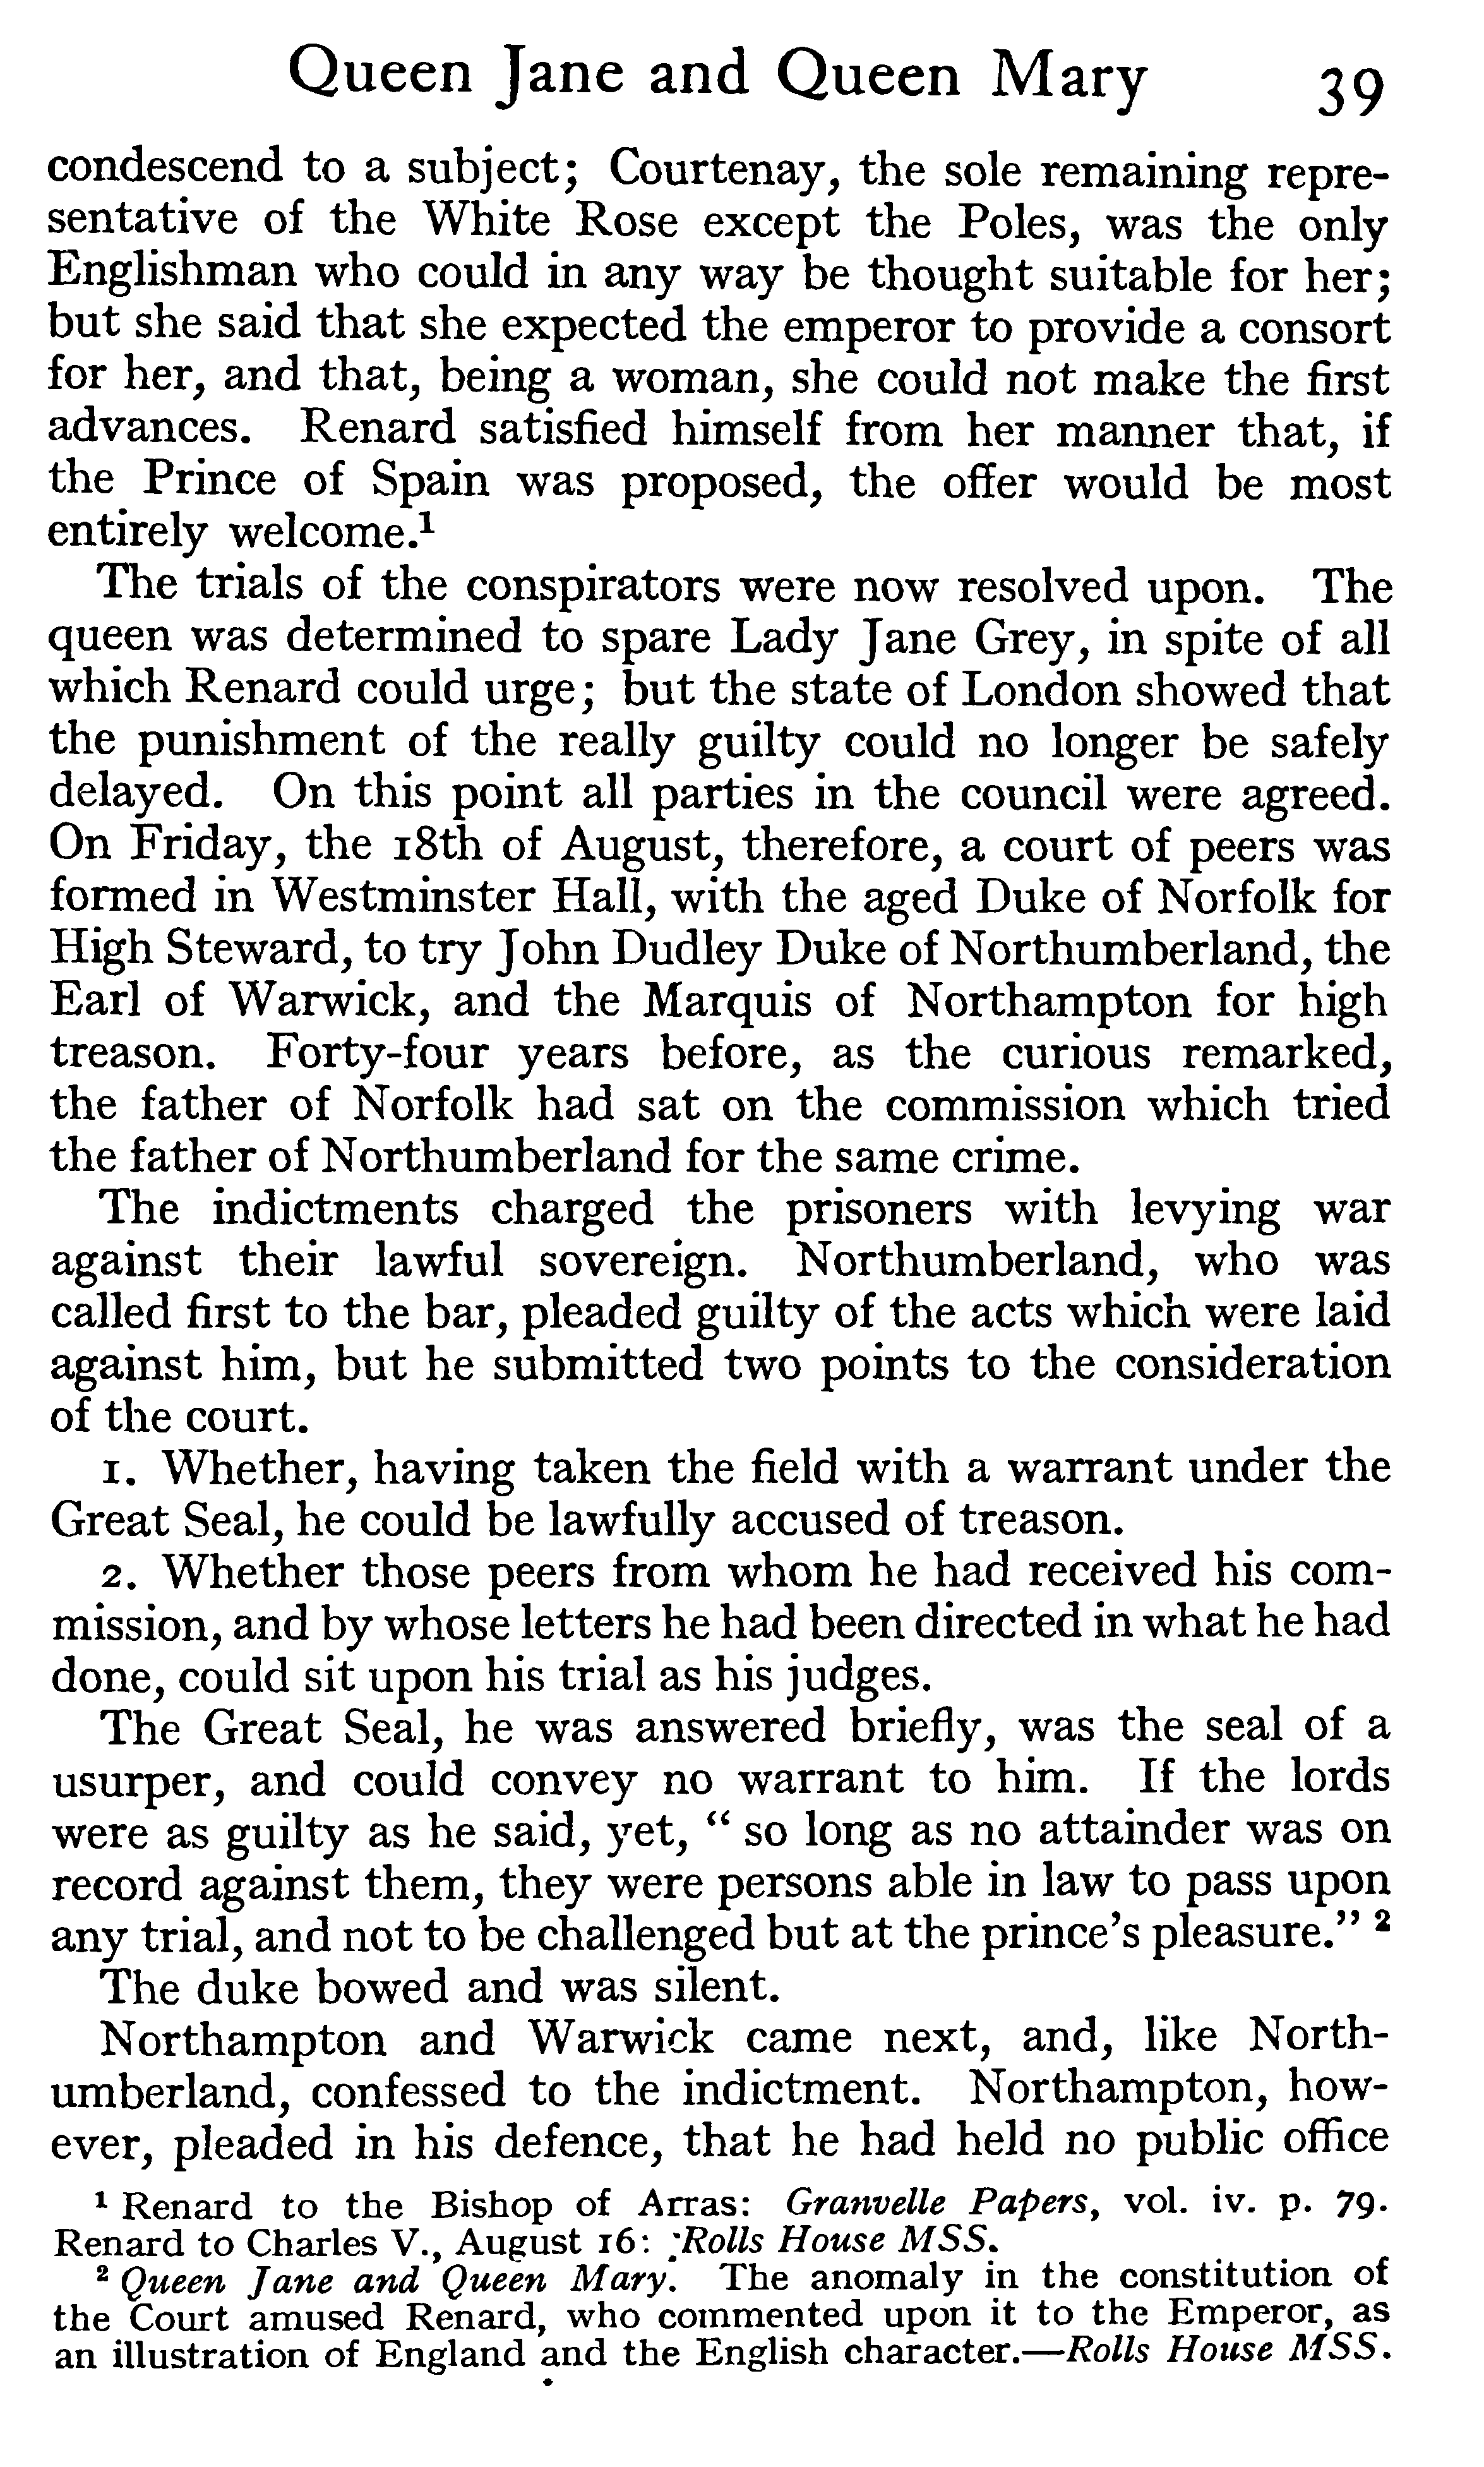 Queen Jane and Queen Mary 39
condescend to a subject; Courtenay, the sole remaining repre-
sentative of the White Rose except the Poles, was the only
Englishman who could in any way be thought suitable for her;
but she said that she expected the emperor to provide a consort
for her, and that, being a woman, she could not make the first
advances. Renard satisfied himself from her manner that, if
the Prince of Spain was proposed, the offer would be most
entirely welcome.¹
The trials of the conspirators were now resolved upon. The
queen was determined to spare Lady Jane Grey, in spite of all
which Renard could urge; but the state of London showed that
the punishment of the really guilty could no longer be safely
delayed. On this point all parties in the council were agreed.
On Friday, the 18th of August, therefore, a court of peers was
formed in Westminster Hall, with the aged Duke of Norfolk for
High Steward, to try John Dudley Duke of Northumberland, the
Earl of Warwick, and the Marquis of Northampton for high
treason. Forty-four years before, as the curious remarked,
the father of Norfolk had sat on the commission which tried
the father of Northumberland for the same crime.
The indictments charged the prisoners with levying war
against their lawful sovereign. Northumberland, who was
called first to the bar, pleaded guilty of the acts which were laid
against him, but he submitted two points to the consideration
of the court.
1. Whether, having taken the field with a warrant under the
Great Seal, he could be lawfully accused of treason.
2. Whether those peers from whom he had received his com-
mission, and by whose letters he had been directed in what he had
done, could sit upon his trial as his judges.
The Great Seal, he was answered briefly, was the seal of a
usurper, and could convey no warrant to him. If the lords
were as guilty as he said, yet, “ so long as no attainder was on
record against them, they were persons able in law to pass upon
any trial, and not to be challenged but at the prince’s pleasure.” ²
The duke bowed and was silent.
Northampton and Warwick came next, and, like North-
umberland, confessed to the indictment. Northampton, how-
ever, pleaded in his defence, that he had held no public office
¹ Renard to the Bishop of Arras: Granvelle Papers, vol. iv. p. 79.
Renard to Charles V., August 16: Rolls House MSS.
² Queen Jane and Queen Mary. The anomaly in the constitution of
the Court amused Renard, who commented upon it to the Emperor, as
an illustration of England and the English character.—Rolls House MSS.